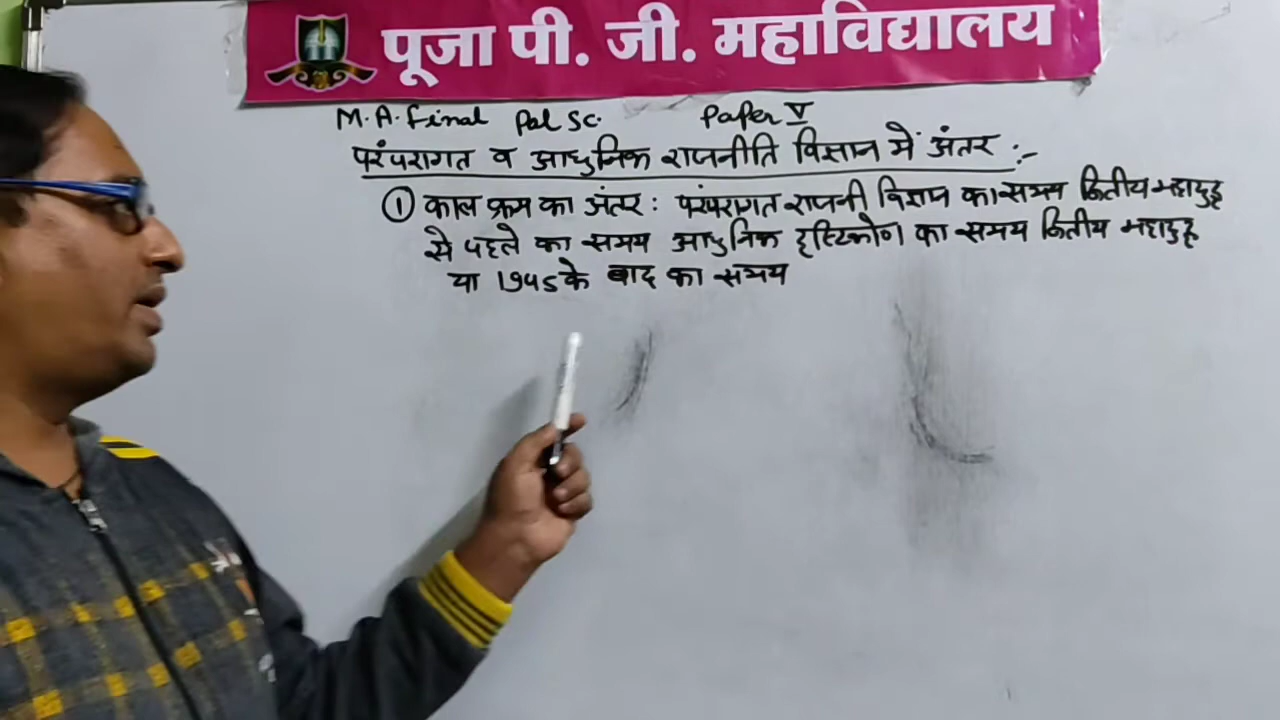 पूजा पी. जी. महाविद्यालय
M.A. Final Pol Sc. Paper V
परंपरागत व आधुनिक राजनीति विज्ञान में अंतर :-
① काल क्रम का अंतर : परंपरागत राजनी विज्ञान का समय द्वितीय महायुद्ध
से पहले का समय आधुनिक दृष्टिकोण का समय द्वितीय महायुद्ध
या 1945 के बाद का समय